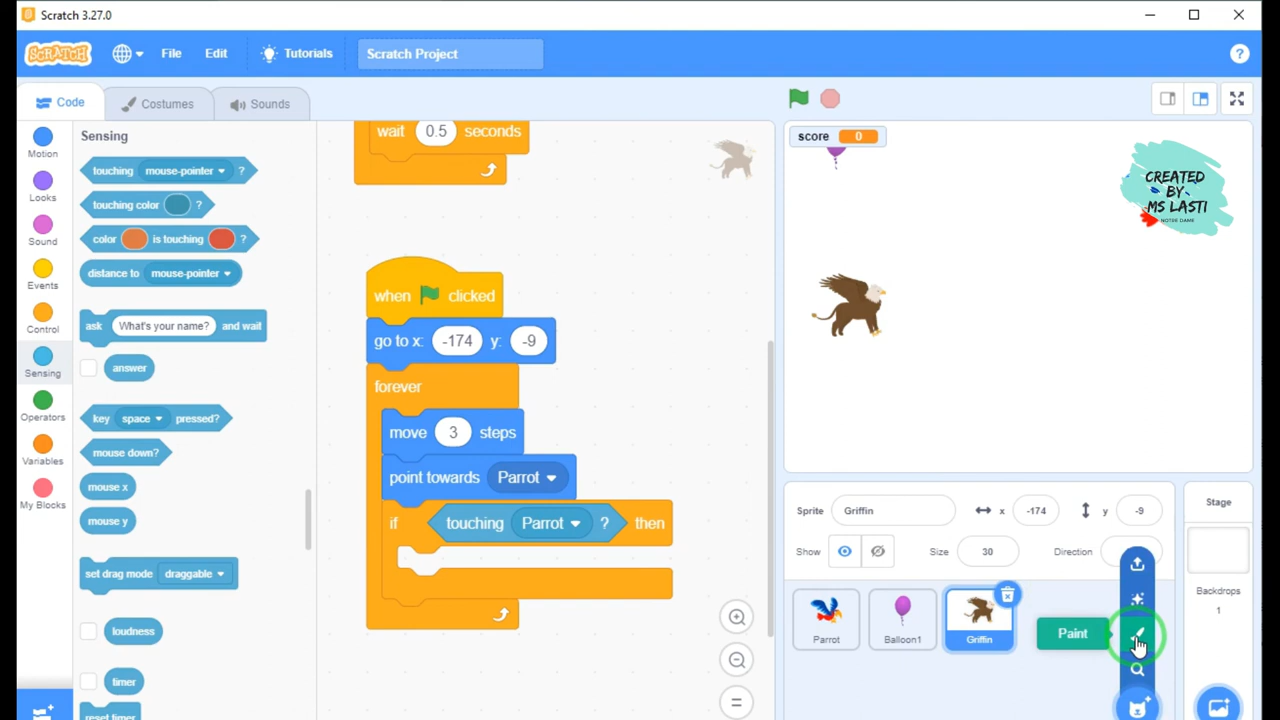 Scratch 3.27.0
SCRATCH
File
Edit
Tutorials
Scratch Project
?
Code
Costumes
Sounds
Motion
Looks
Sound
Events
Control
Sensing
Operators
Variables
My Blocks
Sensing
touching mouse-pointer ?
touching color ?
color is touching ?
distance to mouse-pointer
ask What's your name? and wait
answer
key space pressed?
mouse down?
mouse x
mouse y
set drag mode draggable
loudness
timer
reset timer
wait 0.5 seconds
when clicked
go to x: -174 y: -9
forever
move 3 steps
point towards Parrot
if touching Parrot ? then
score 0
CREATED
BY
MS LASTI
NOTRE DAME
Sprite Griffin x -174 y -9
Show Size 30 Direction
Parrot
Balloon1
Griffin
Paint
Stage
Backdrops
1